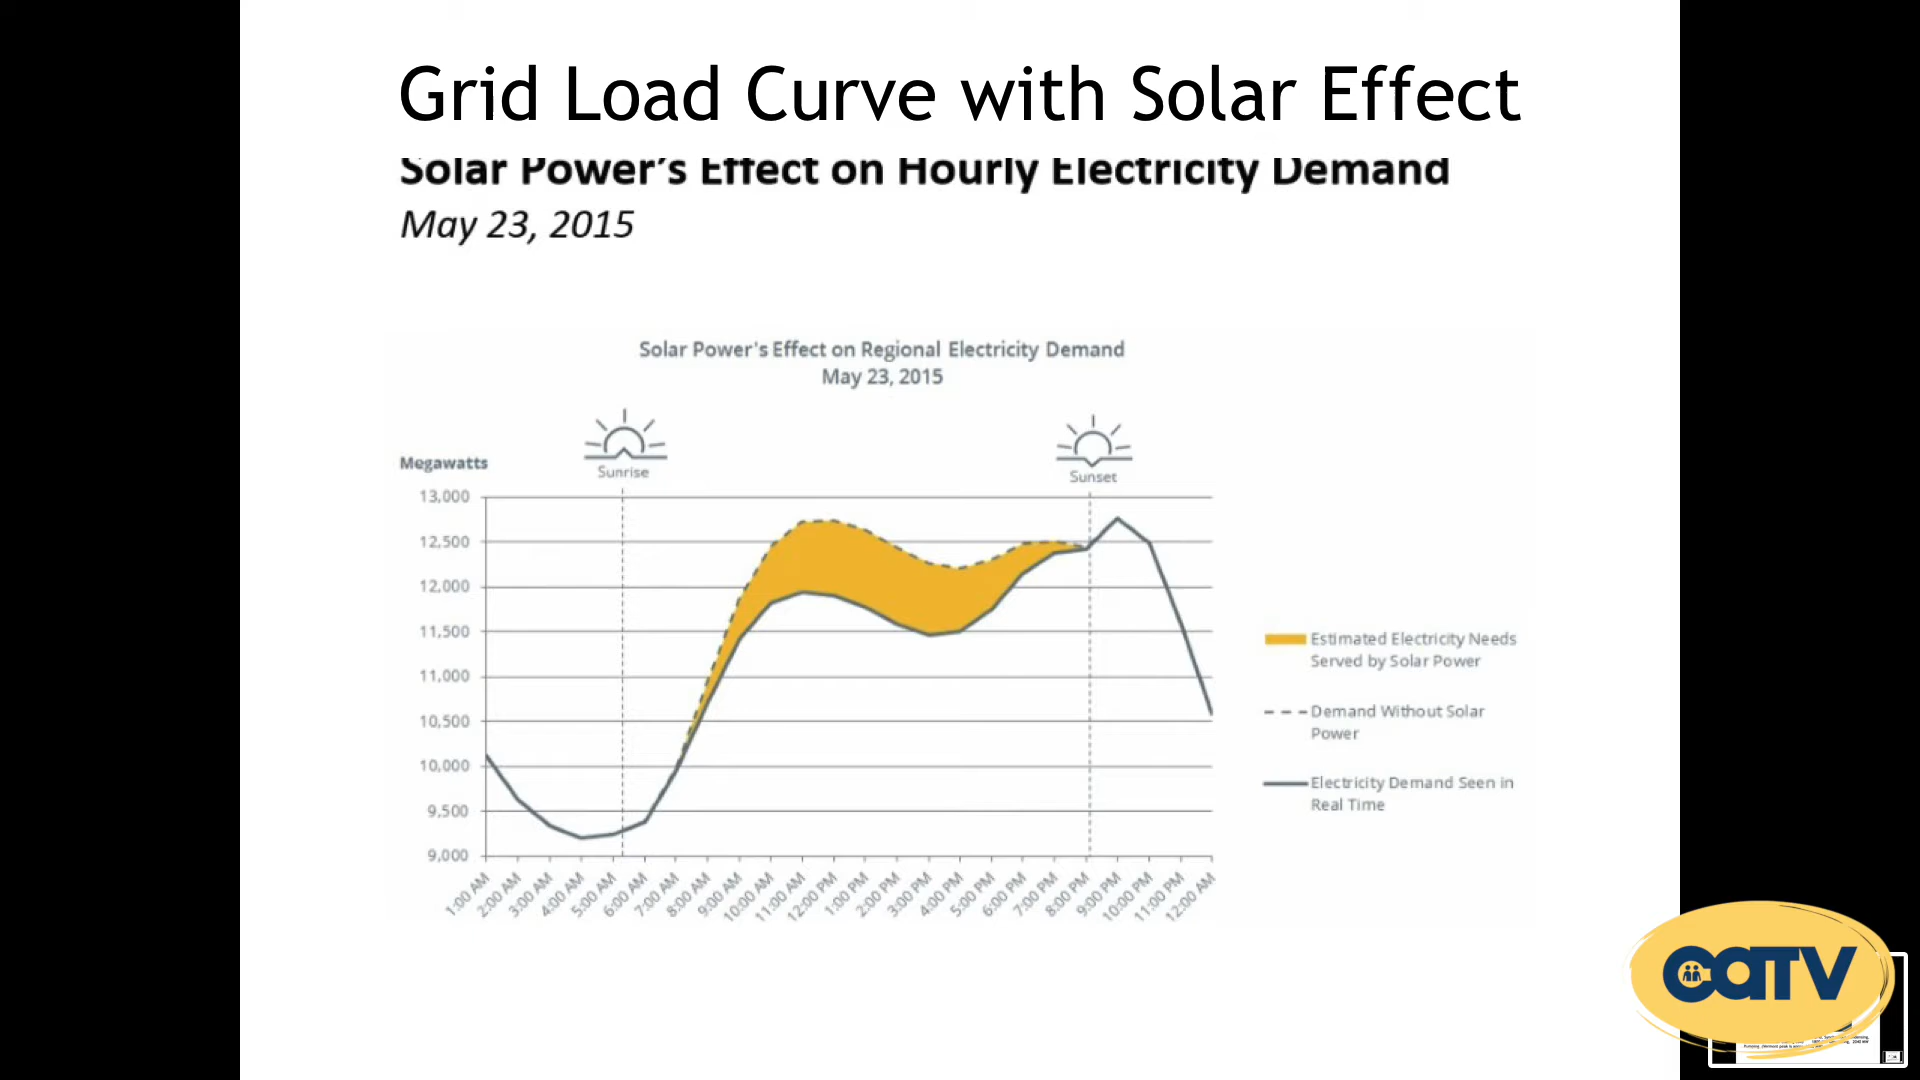 Grid Load Curve with Solar Effect
Solar Power's Effect on Hourly Electricity Demand
May 23, 2015
Solar Power's Effect on Regional Electricity Demand
May 23, 2015
Sunrise
Sunset
Megawatts
13,000
12,500
12,000
11,500
11,000
10,500
10,000
9,500
9,000
1:00 AM
2:00 AM
3:00 AM
4:00 AM
5:00 AM
6:00 AM
7:00 AM
8:00 AM
9:00 AM
10:00 AM
11:00 AM
12:00 PM
1:00 PM
2:00 PM
3:00 PM
4:00 PM
5:00 PM
6:00 PM
7:00 PM
8:00 PM
9:00 PM
10:00 PM
11:00 PM
12:00 AM
Estimated Electricity Needs
Served by Solar Power
Demand Without Solar
Power
Electricity Demand Seen in
Real Time
CATV